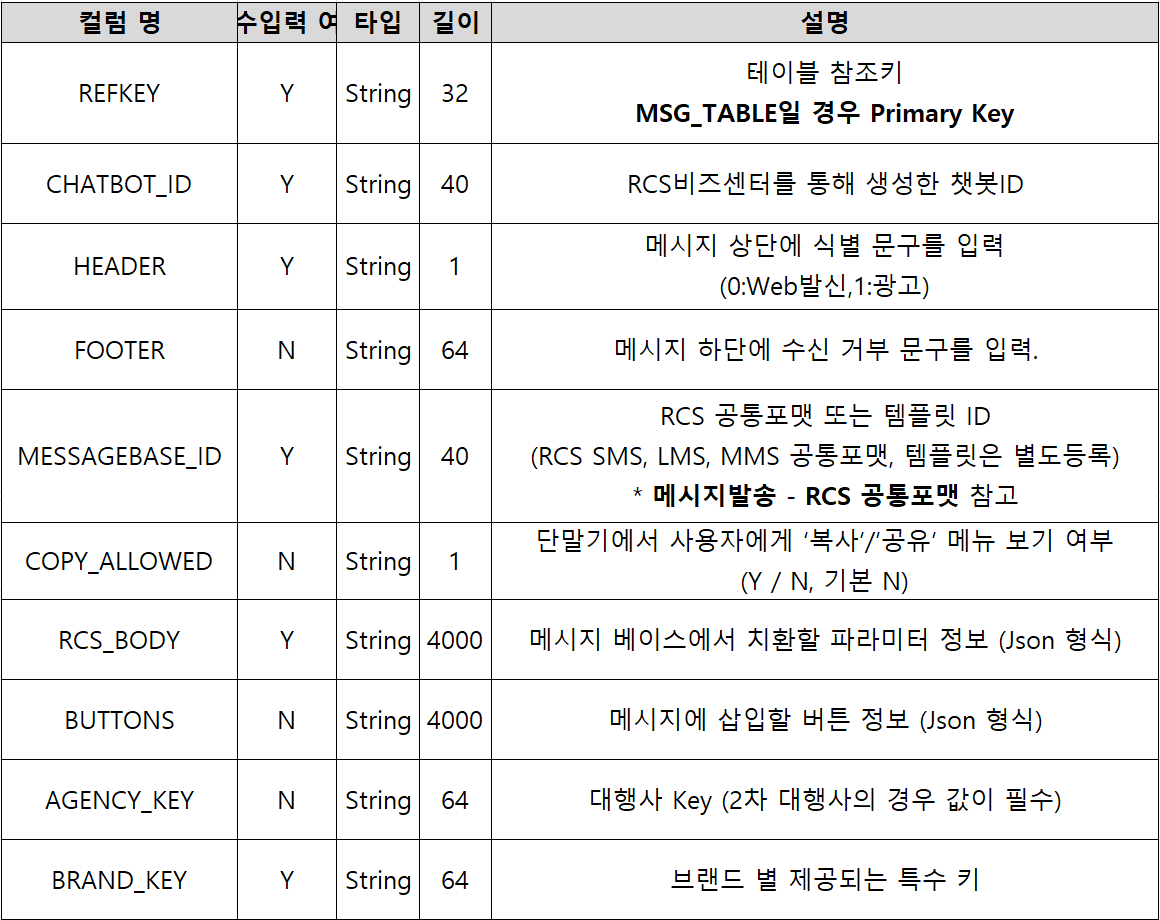 컬럼 명 수입력 여 타입 길이 설명
REFKEY Y String 32 테이블 참조키
MSG_TABLE일 경우 Primary Key
CHATBOT_ID Y String 40 RCS비즈센터를 통해 생성한 챗봇ID
HEADER Y String 1 메시지 상단에 식별 문구를 입력
(0:Web발신,1:광고)
FOOTER N String 64 메시지 하단에 수신 거부 문구를 입력.
MESSAGEBASE_ID Y String 40 RCS 공통포맷 또는 템플릿 ID
(RCS SMS, LMS, MMS 공통포맷, 템플릿은 별도등록)
* 메시지발송 - RCS 공통포맷 참고
COPY_ALLOWED N String 1 단말기에서 사용자에게 ‘복사’/’공유’ 메뉴 보기 여부
(Y / N, 기본 N)
RCS_BODY Y String 4000 메시지 베이스에서 치환할 파라미터 정보 (Json 형식)
BUTTONS N String 4000 메시지에 삽입할 버튼 정보 (Json 형식)
AGENCY_KEY N String 64 대행사 Key (2차 대행사의 경우 값이 필수)
BRAND_KEY Y String 64 브랜드 별 제공되는 특수 키